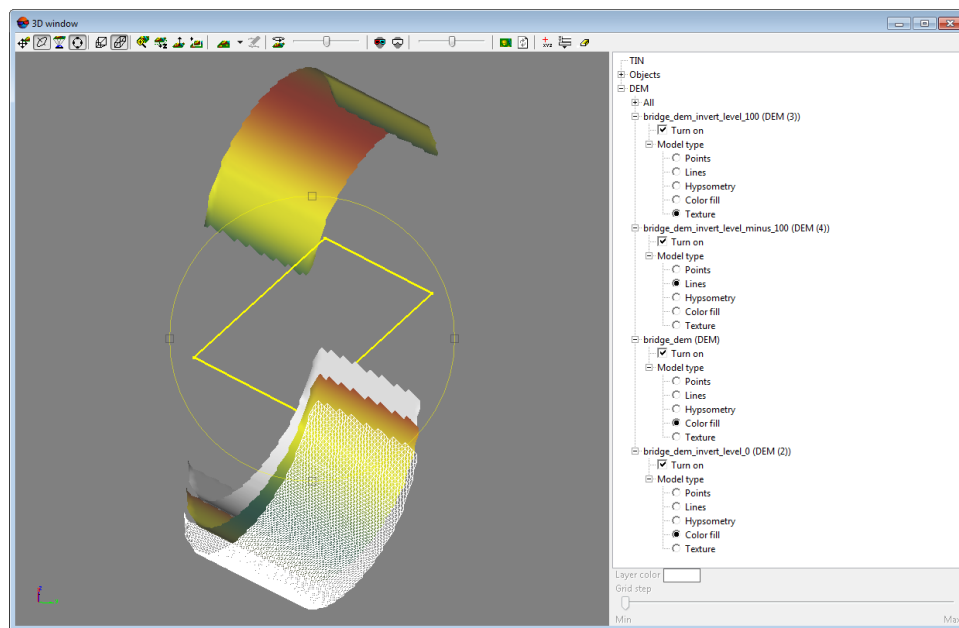 3D window
xyz
TIN
Objects
DEM
All
bridge_dem_invert_level_100 (DEM (3))
Turn on
Model type
Points
Lines
Hypsometry
Color fill
Texture
bridge_dem_invert_level_minus_100 (DEM (4))
Turn on
Model type
Points
Lines
Hypsometry
Color fill
Texture
bridge_dem (DEM)
Turn on
Model type
Points
Lines
Hypsometry
Color fill
Texture
bridge_dem_invert_level_0 (DEM (2))
Turn on
Model type
Points
Lines
Hypsometry
Color fill
Texture
Layer color
Grid step
Min Max